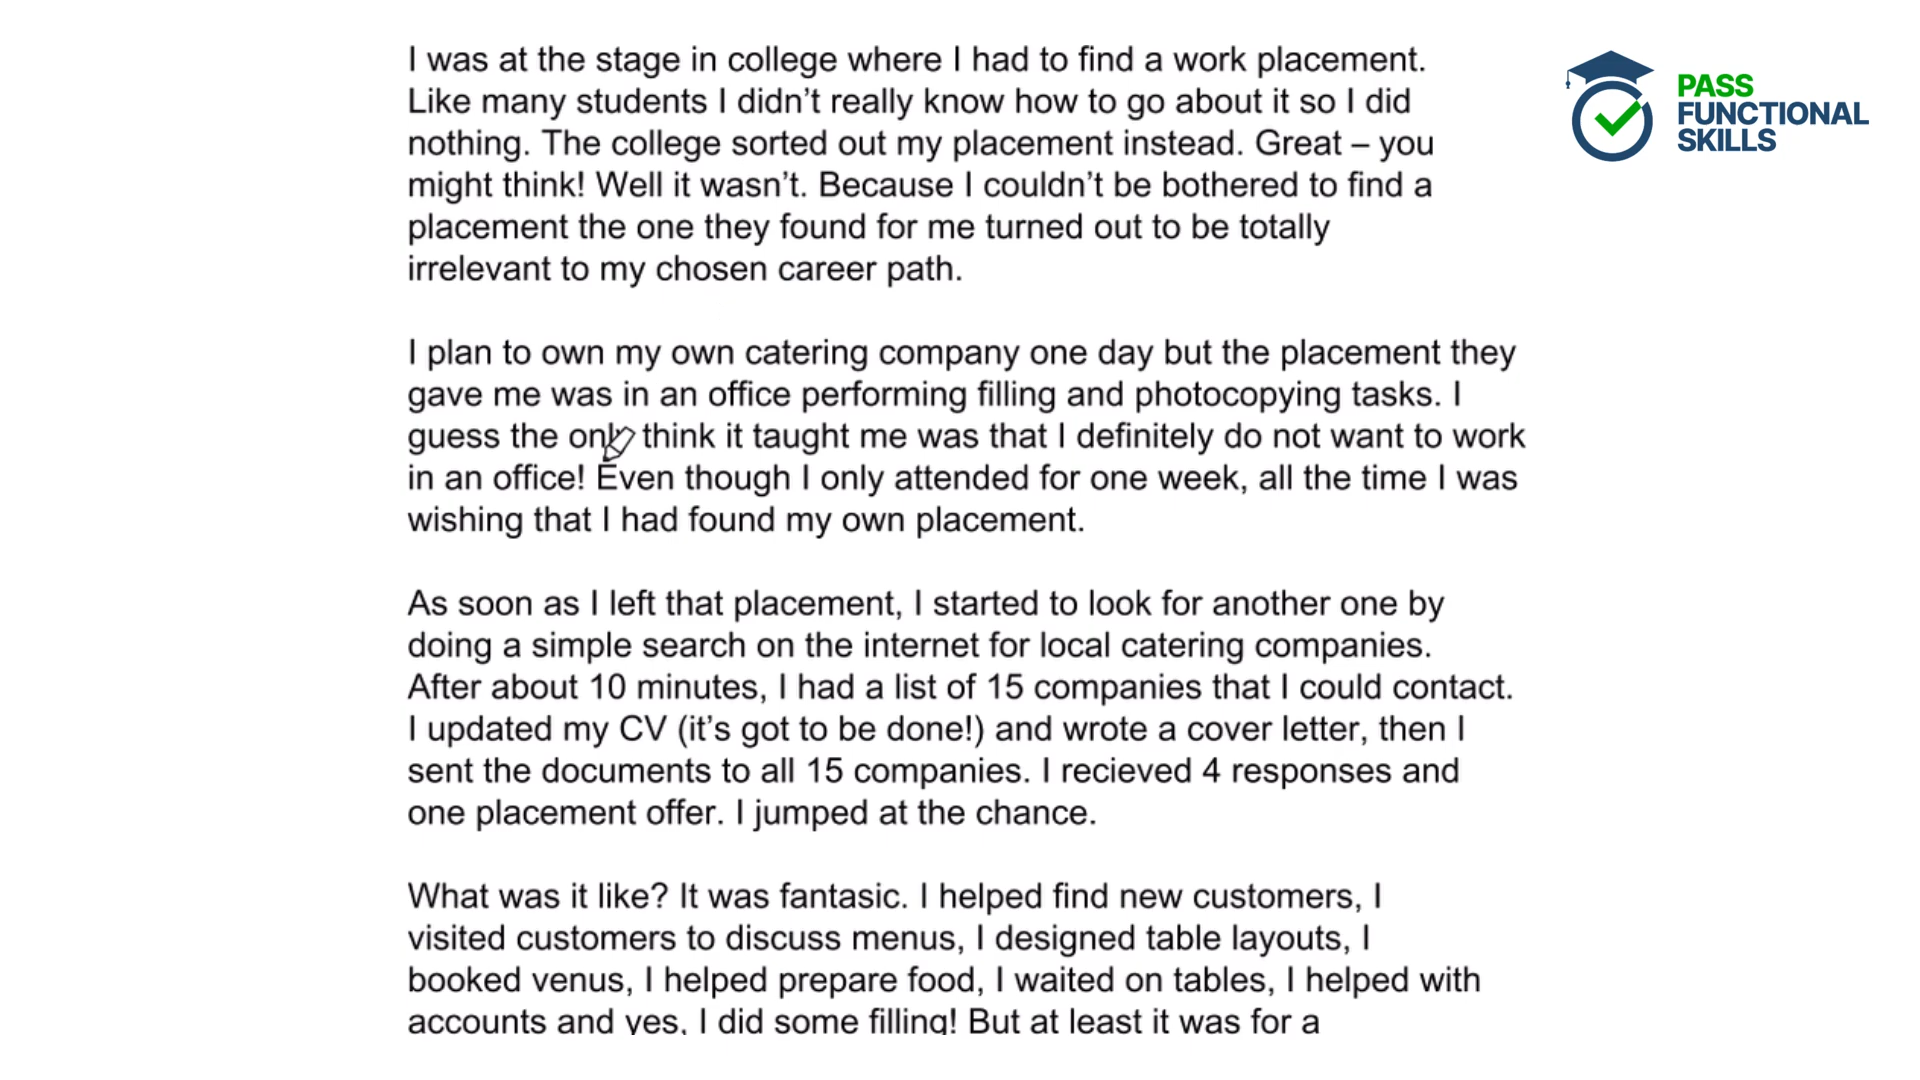 I was at the stage in college where I had to find a work placement.
Like many students I didn’t really know how to go about it so I did
nothing. The college sorted out my placement instead. Great – you
might think! Well it wasn’t. Because I couldn’t be bothered to find a
placement the one they found for me turned out to be totally
irrelevant to my chosen career path.
I plan to own my own catering company one day but the placement they
gave me was in an office performing filling and photocopying tasks. I
guess the only think it taught me was that I definitely do not want to work
in an office! Even though I only attended for one week, all the time I was
wishing that I had found my own placement.
As soon as I left that placement, I started to look for another one by
doing a simple search on the internet for local catering companies.
After about 10 minutes, I had a list of 15 companies that I could contact.
I updated my CV (it’s got to be done!) and wrote a cover letter, then I
sent the documents to all 15 companies. I recieved 4 responses and
one placement offer. I jumped at the chance.
What was it like? It was fantasic. I helped find new customers, I
visited customers to discuss menus, I designed table layouts, I
booked venus, I helped prepare food, I waited on tables, I helped with
accounts and yes, I did some filling! But at least it was for a
PASS
FUNCTIONAL
SKILLS